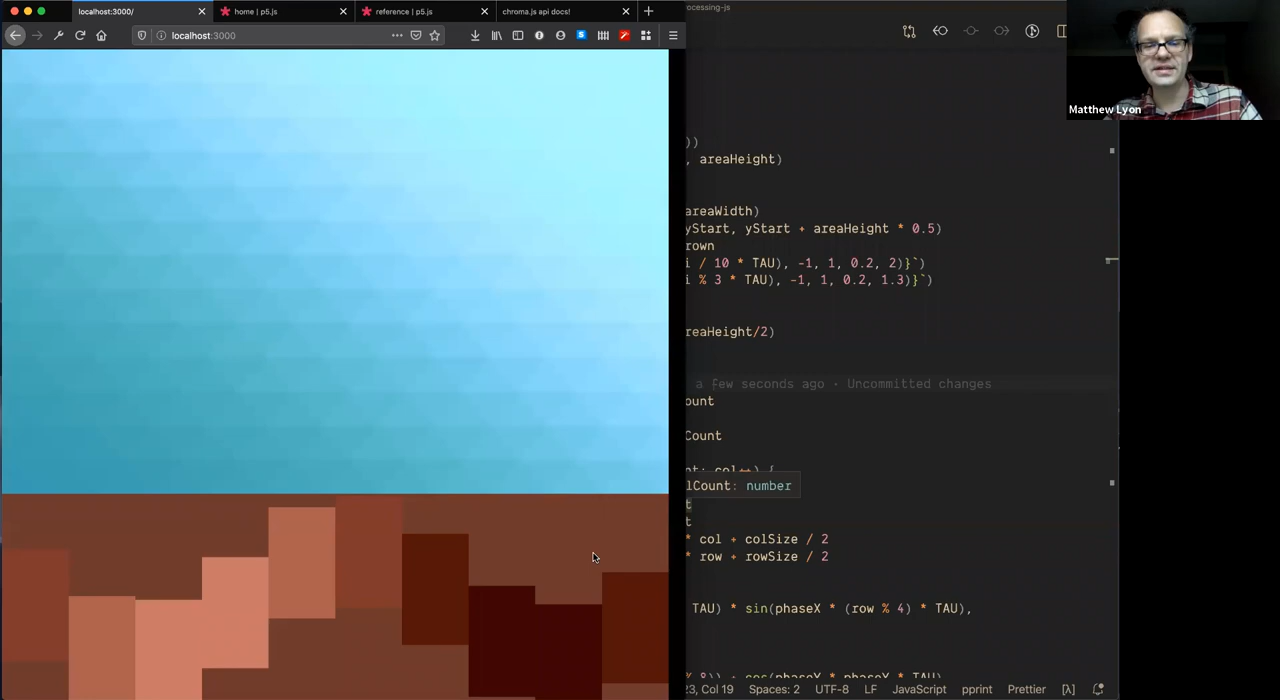 localhost:3000/
home | p5.js
reference | p5.js
chroma.js api docs!
ocessing-js
localhost:3000
Matthew Lyon
))
, areaHeight)
areaWidth)
yStart, yStart + areaHeight * 0.5)
rown
i / 10 * TAU), -1, 1, 0.2, 2)}`)
i % 3 * TAU), -1, 1, 0.2, 1.3)}`)
reaHeight/2)
a few seconds ago · Uncommitted changes
ount
Count
lCount: number
t
t
* col + colSize / 2
* row + rowSize / 2
TAU) * sin(phaseX * (row % 4) * TAU),
23, Col 19 Spaces: 2 UTF-8 LF JavaScript pprint Prettier [λ]